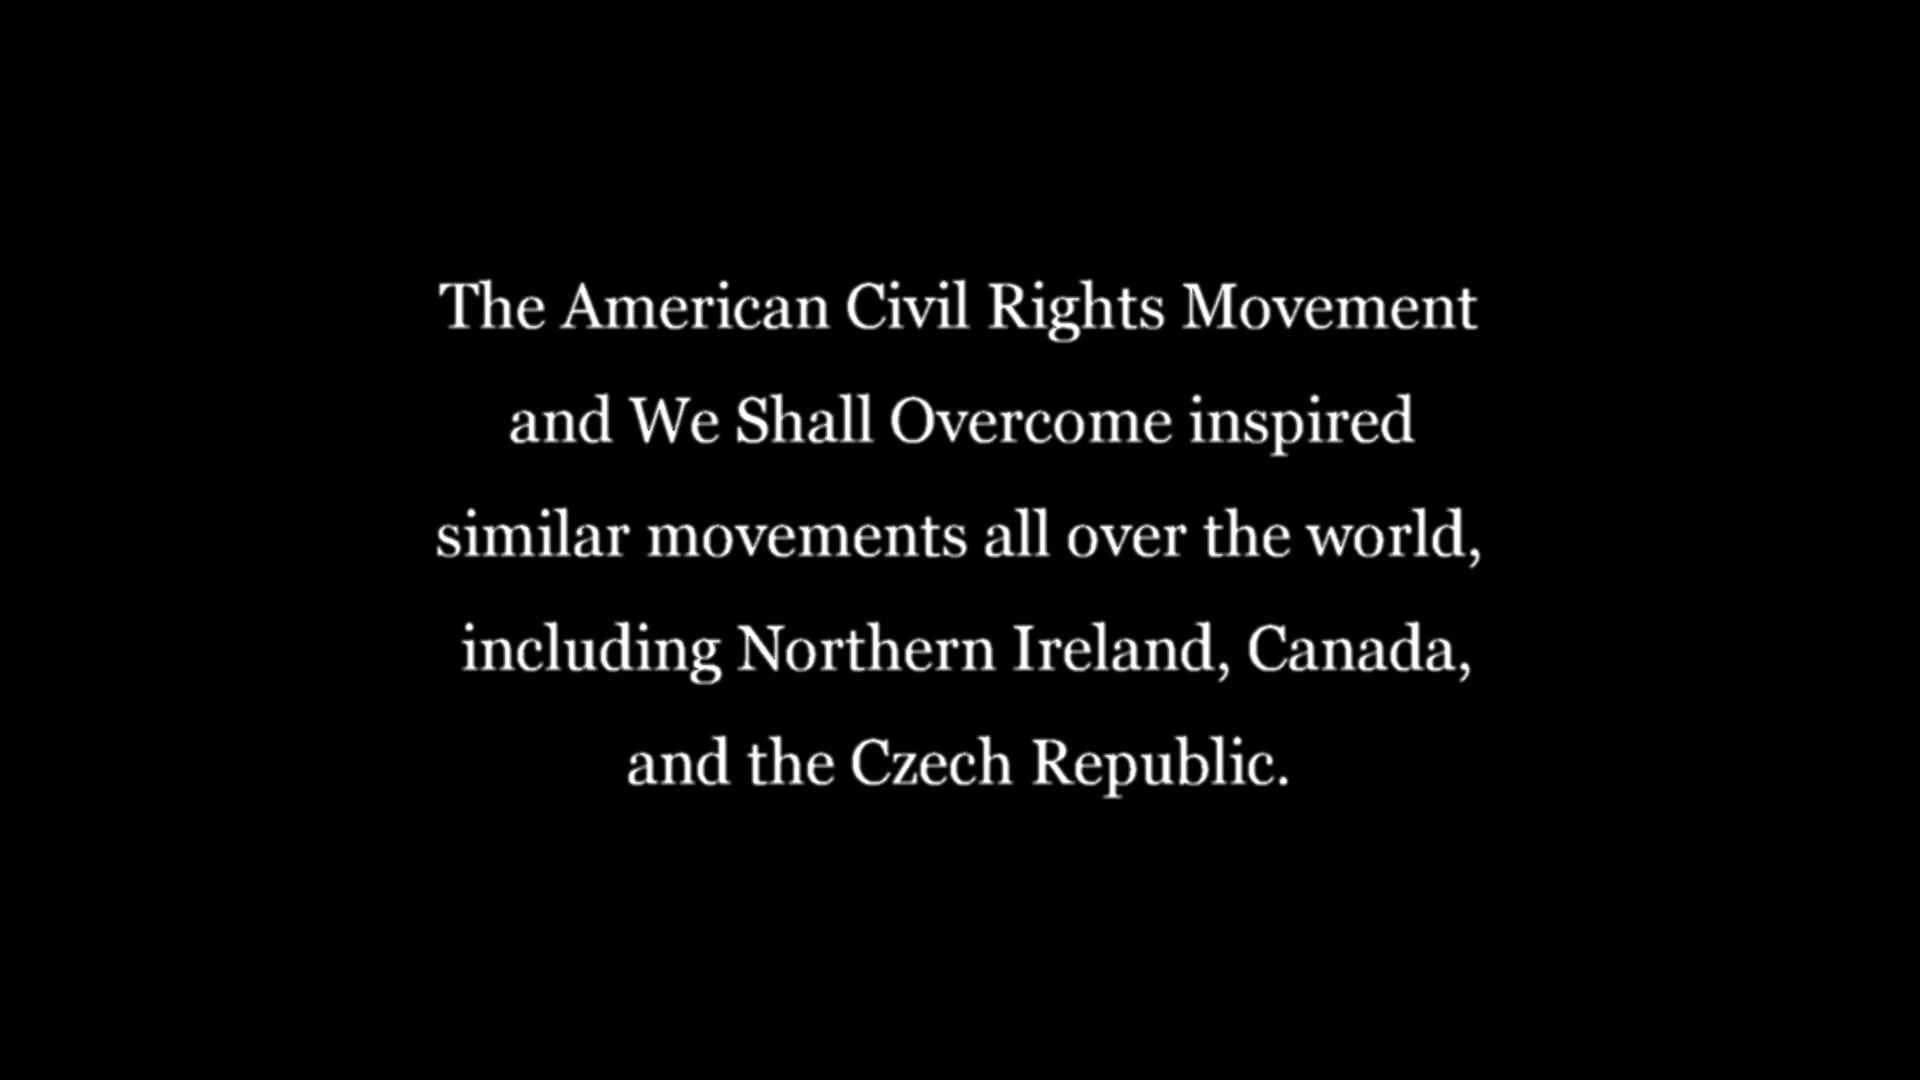 The American Civil Rights Movement
and We Shall Overcome inspired
similar movements all over the world,
including Northern Ireland, Canada,
and the Czech Republic.